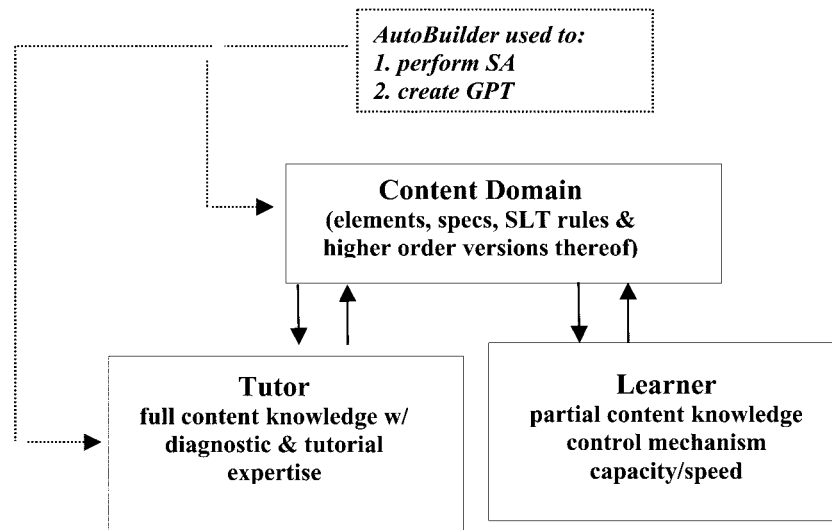 AutoBuilder used to:
1. perform SA
2. create GPT
Content Domain
(elements, specs, SLT rules &
higher order versions thereof)
Tutor
full content knowledge w/
diagnostic & tutorial
expertise
Learner
partial content knowledge
control mechanism
capacity/speed